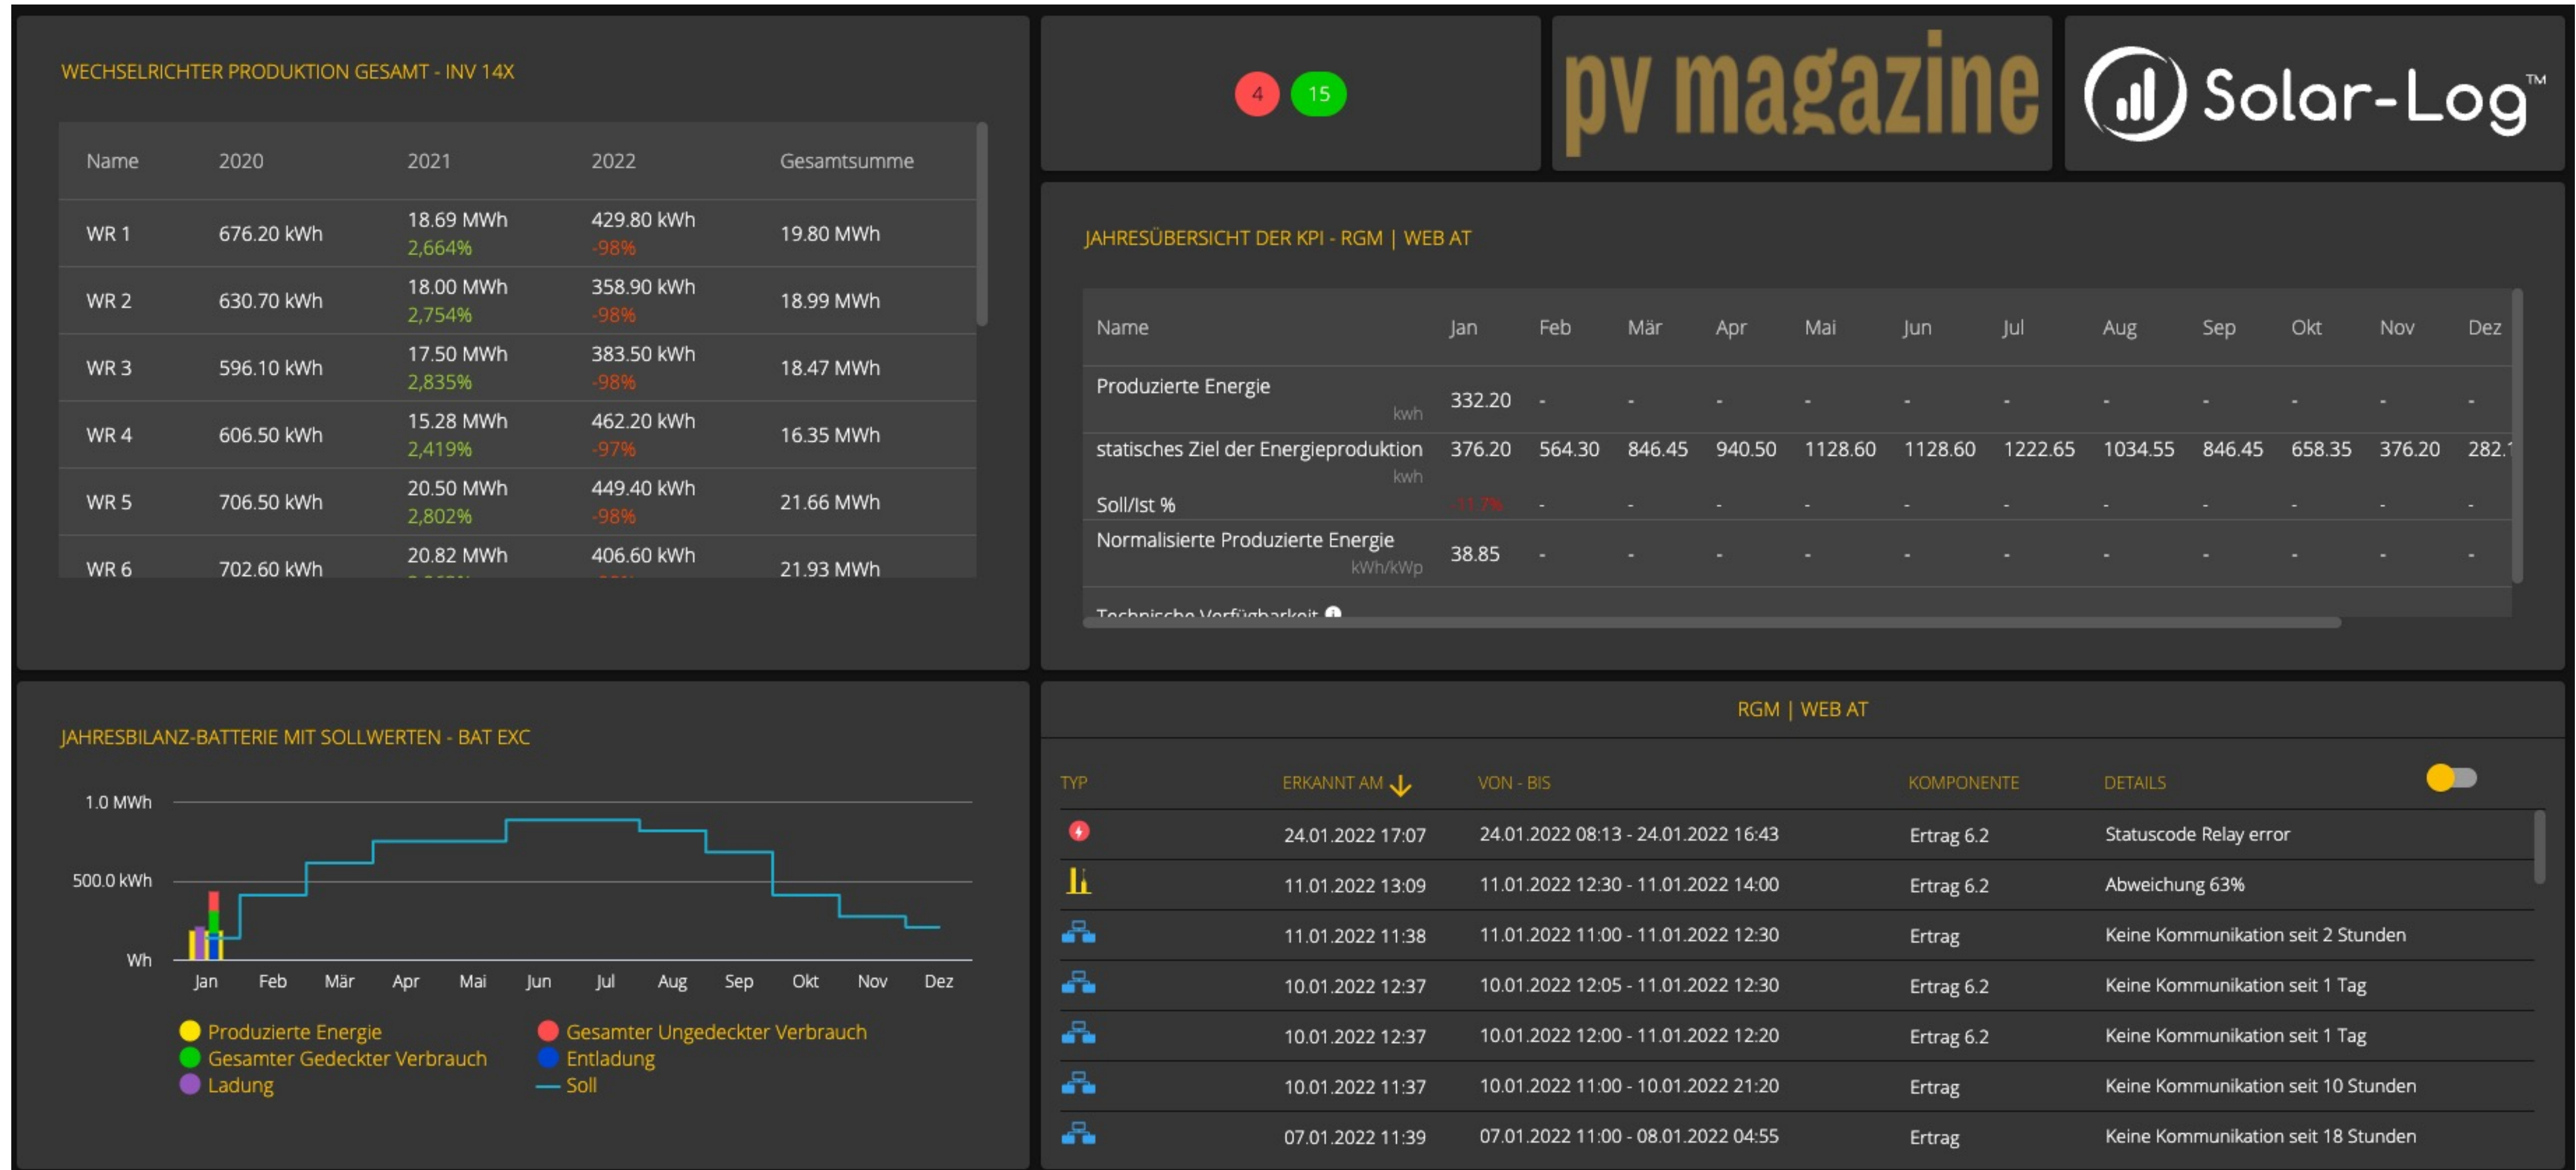 WECHSELRICHTER PRODUKTION GESAMT - INV 14X
Name 2020 2021 2022 Gesamtsumme
WR 1 676.20 kWh 18.69 MWh 429.80 kWh 19.80 MWh
2,664% -98%
WR 2 630.70 kWh 18.00 MWh 358.90 kWh 18.99 MWh
2,754% -98%
WR 3 596.10 kWh 17.50 MWh 383.50 kWh 18.47 MWh
2,835% -98%
WR 4 606.50 kWh 15.28 MWh 462.20 kWh 16.35 MWh
2,419% -97%
WR 5 706.50 kWh 20.50 MWh 449.40 kWh 21.66 MWh
2,802% -98%
WR 6 702.60 kWh 20.82 MWh 406.60 kWh 21.93 MWh
4 15
pv magazine
Solar-Log™
JAHRESÜBERSICHT DER KPI - RGM | WEB AT
Name Jan Feb Mär Apr Mai Jun Jul Aug Sep Okt Nov Dez
Produzierte Energie
kwh 332.20 - - - - - - - - - - -
statisches Ziel der Energieproduktion 376.20 564.30 846.45 940.50 1128.60 1128.60 1222.65 1034.55 846.45 658.35 376.20 282.1
kwh
Soll/Ist % -11.7% - - - - - - - - - - -
Normalisierte Produzierte Energie
kWh/kWp 38.85 - - - - - - - - - - -
Technische Verfügbarkeit
JAHRESBILANZ-BATTERIE MIT SOLLWERTEN - BAT EXC
1.0 MWh
500.0 kWh
Wh
Jan Feb Mär Apr Mai Jun Jul Aug Sep Okt Nov Dez
Produzierte Energie Gesamter Ungedeckter Verbrauch
Gesamter Gedeckter Verbrauch Entladung
Ladung Soll
RGM | WEB AT
TYP ERKANNT AM VON - BIS KOMPONENTE DETAILS
24.01.2022 17:07 24.01.2022 08:13 - 24.01.2022 16:43 Ertrag 6.2 Statuscode Relay error
11.01.2022 13:09 11.01.2022 12:30 - 11.01.2022 14:00 Ertrag 6.2 Abweichung 63%
11.01.2022 11:38 11.01.2022 11:00 - 11.01.2022 12:30 Ertrag Keine Kommunikation seit 2 Stunden
10.01.2022 12:37 10.01.2022 12:05 - 11.01.2022 12:30 Ertrag 6.2 Keine Kommunikation seit 1 Tag
10.01.2022 12:37 10.01.2022 12:00 - 11.01.2022 12:20 Ertrag 6.2 Keine Kommunikation seit 1 Tag
10.01.2022 11:37 10.01.2022 11:00 - 10.01.2022 21:20 Ertrag Keine Kommunikation seit 10 Stunden
07.01.2022 11:39 07.01.2022 11:00 - 08.01.2022 04:55 Ertrag Keine Kommunikation seit 18 Stunden